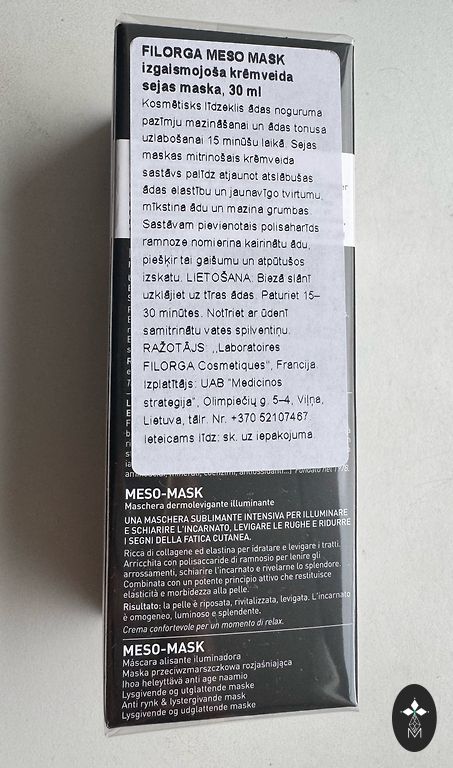 FILORGA MESO MASK
izgaismojoša krēmveida
sejas maska, 30 ml
Kosmētisks līdzeklis ādas noguruma
pazīmju mazināšanai un ādas tonusa
uzlabošanai 15 minūšu laikā. Sejas
maskas mitrinošais krēmveida
sastāvs palīdz atjaunot atslābušas
ādas elastību un jaunavīgo tvirtumu,
mīkstina ādu un mazina grumbas.
Sastāvam pievienotais polisaharīds
ramnoze nomierina kairinātu ādu,
piešķir tai gaišumu un atpūtušos
izskatu. LIETOŠANA: Biezā slānī
uzklājiet uz tīras ādas. Paturiet 15–
30 minūtes. Notīriet ar ūdenī
samitrinātu vates spilventiņu.
RAŽOTĀJS: ,,Laboratoires
FILORGA Cosmetiques", Francija.
Izplatītājs: UAB "Medicinos
strategija", Olimpiečių g. 5–4, Viļņa,
Lietuva, tālr. Nr. +370 52107467.
Ieteicams līdz: sk. uz iepakojuma.
Fondato nel 1978.
MESO-MASK
Maschera dermolevigante illuminante
UNA MASCHERA SUBLIMANTE INTENSIVA PER ILLUMINARE
E SCHIARIRE L'INCARNATO, LEVIGARE LE RUGHE E RIDURRE
I SEGNI DELLA FATICA CUTANEA.
Ricca di collagene ed elastina per idratare e levigare i tratti.
Arricchita con polisaccaride di ramnosio per lenire gli
arrossamenti, schiarire l'incarnato e rivelarne lo splendore.
Combinata con un potente principio attivo che restituisce
elasticità e morbidezza alla pelle.
Risultato: la pelle è riposata, rivitalizzata, levigata. L'incarnato
è omogeneo, luminoso e splendente.
Crema confortevole per un momento di relax.
MESO-MASK
Máscara alisante iluminadora
Maska przeciwzmarszczkowa rozjaśniająca
Ihoa heleyttävä anti age naamio
Lysgivende og utglattende maske
Anti rynk & lystergivande mask
Lysgivende og udglattende maske